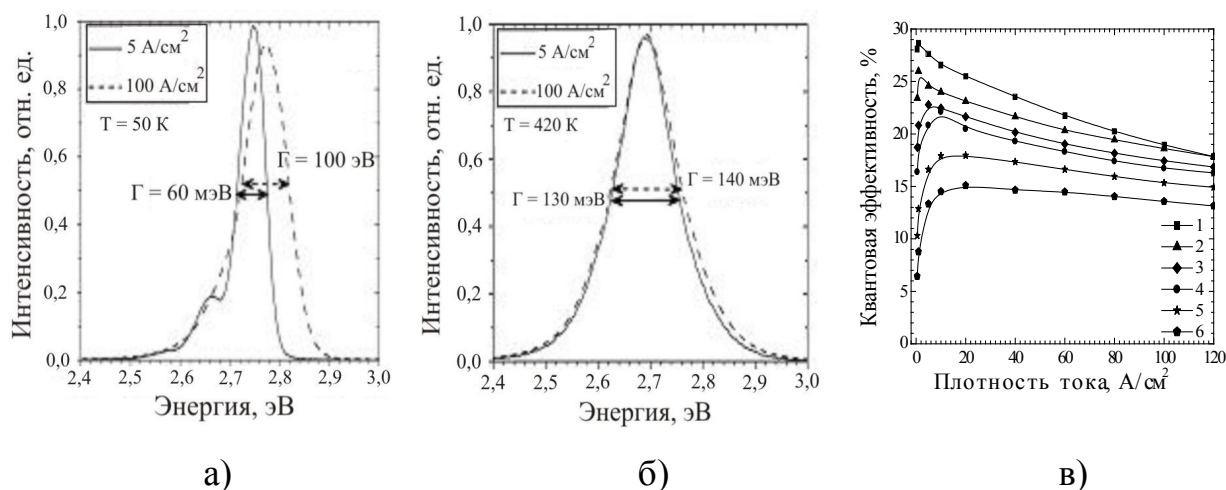 Интенсивность, отн. ед.
1,0
0,8
0,6
0,4
0,2
0,0
5 А/см²
100 А/см²
T = 50 K
Г = 100 эВ
Г = 60 мэВ
2,4 2,5 2,6 2,7 2,8 2,9 3,0
Энергия, эВ
а)
Интенсивность, отн. ед.
1,0
0,8
0,6
0,4
0,2
0,0
5 А/см²
100 А/см²
T = 420 K
Г = 140 мэВ
Г = 130 мэВ
2,4 2,5 2,6 2,7 2,8 2,9 3,0
Энергия, эВ
б)
Квантовая эффективность, %
30
25
20
15
10
5
0
1
2
3
4
5
6
0 20 40 60 80 100 120
Плотность тока, А/см²
в)